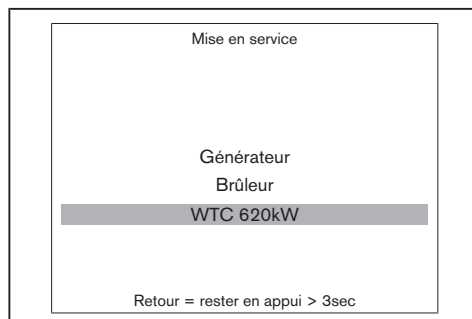 Mise en service
Générateur
Brûleur
WTC 620kW
Retour = rester en appui > 3sec